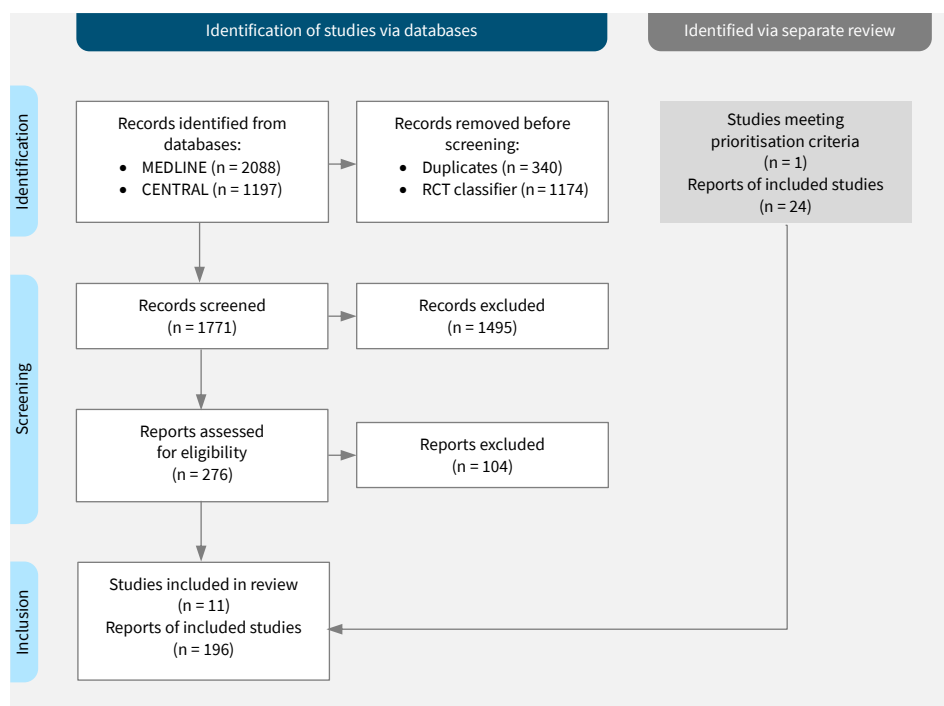 Identification of studies via databases
Identified via separate review
Identification
Records identified from
databases:
• MEDLINE (n = 2088)
• CENTRAL (n = 1197)
Records removed before
screening:
• Duplicates (n = 340)
• RCT classifier (n = 1174)
Studies meeting
prioritisation criteria
(n = 1)
Reports of included studies
(n = 24)
Screening
Records screened
(n = 1771)
Records excluded
(n = 1495)
Reports assessed
for eligibility
(n = 276)
Reports excluded
(n = 104)
Inclusion
Studies included in review
(n = 11)
Reports of included studies
(n = 196)